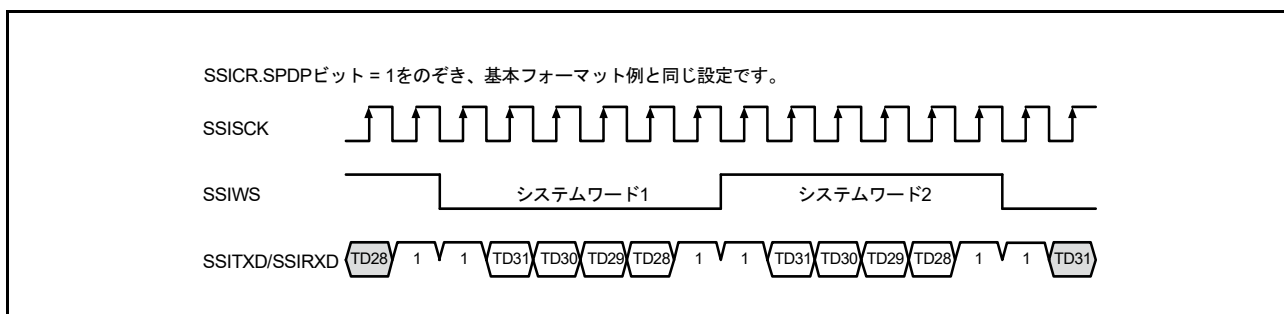 SSICR.SPDPビット = 1をのぞき、基本フォーマット例と同じ設定です。
SSISCK
SSIWS システムワード1 システムワード2
SSITXD/SSIRXD TD28 1 1 TD31 TD30 TD29 TD28 1 1 TD31 TD30 TD29 TD28 1 1 TD31